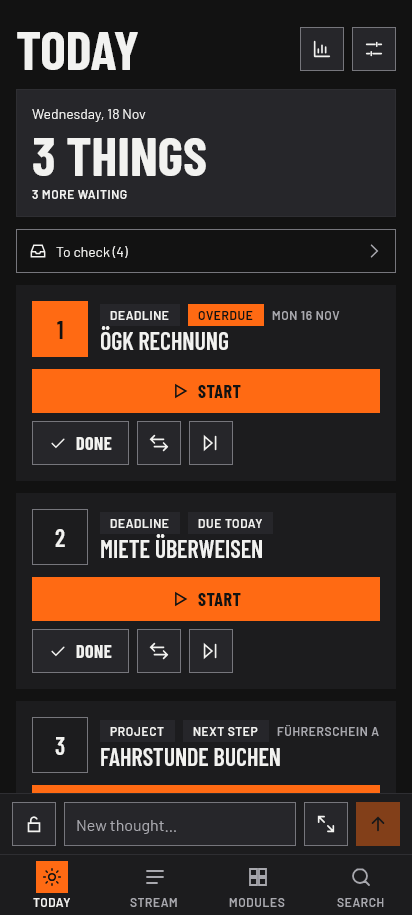 TODAY
Wednesday, 18 Nov
3 THINGS
3 MORE WAITING
To check (4)
1
DEADLINE OVERDUE MON 16 NOV
ÖGK RECHNUNG
START
DONE
2
DEADLINE DUE TODAY
MIETE ÜBERWEISEN
START
DONE
3
PROJECT NEXT STEP FÜHRERSCHEIN A
FAHRSTUNDE BUCHEN
New thought...
TODAY STREAM MODULES SEARCH